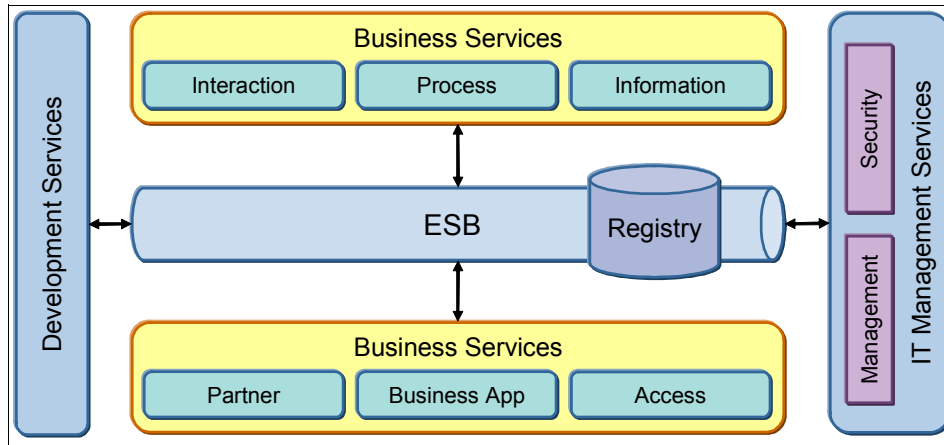 Development Services
Business Services
Interaction
Process
Information
ESB
Registry
Business Services
Partner
Business App
Access
Security
Management
IT Management Services